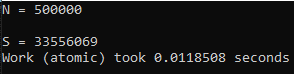 N = 500000
S = 33556069
Work (atomic) took 0.0118508 seconds